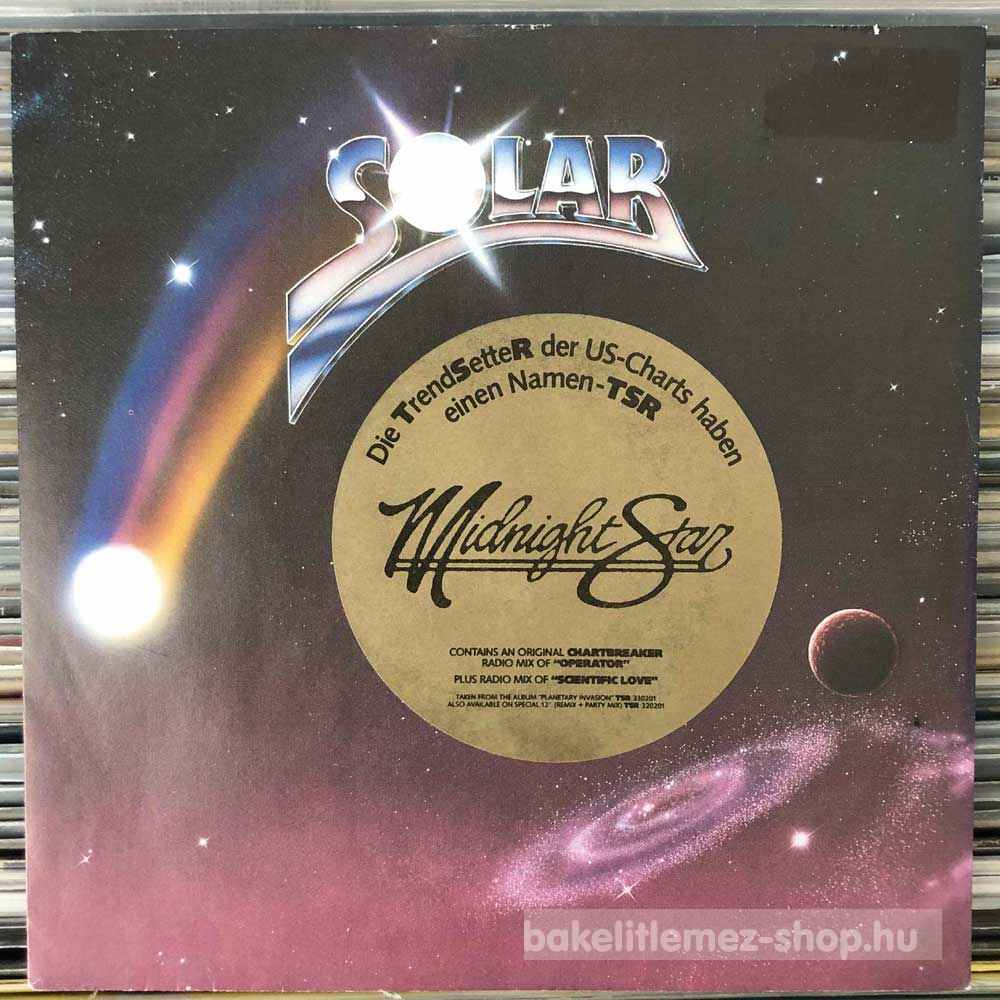 SOLAR
Die TrendSetteR der US-Charts haben
einen Namen-TSR
Midnight Star
CONTAINS AN ORIGINAL CHARTBREAKER
RADIO MIX OF "OPERATOR"
PLUS RADIO MIX OF "SCIENTIFIC LOVE"
TAKEN FROM THE ALBUM "PLANETARY INVASION" TSR 330201
ALSO AVAILABLE ON SPECIAL 12" (REMIX + PARTY MIX) TSR 320201
bakelitlemez-shop.hu